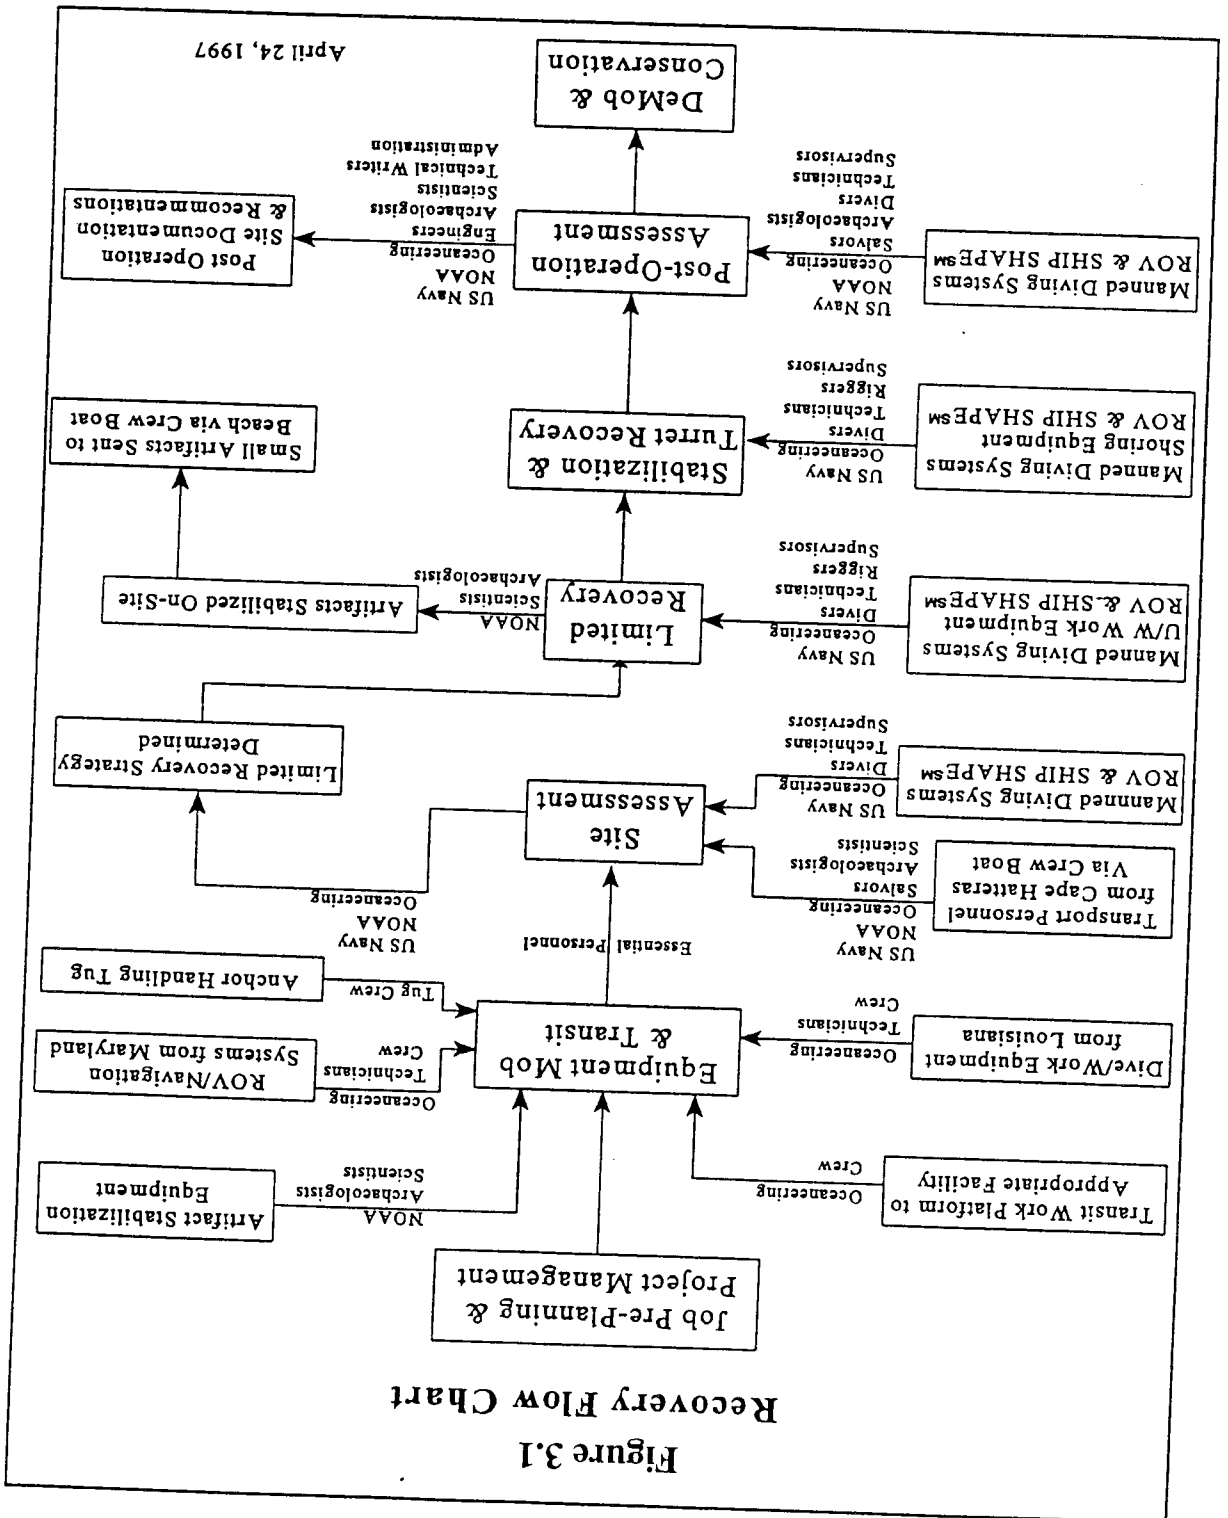 Figure 3.1
Recovery Flow Chart
Job Pre-Planning &
Project Management
Transit Work Platform to
Appropriate Facility
Oceaneering
Crew
NOAA
Archaeologists
Scientists
Artifact Stabilization
Equipment
Dive/Work Equipment
from Louisiana
Oceaneering
Technicians
Crew
Equipment Mob
& Transit
Oceaneering
Technicians
Crew
ROV/Navigation
Systems from Maryland
Tug Crew
Anchor Handling Tug
Essential Personnel
Transport Personnel
from Cape Hatteras
Via Crew Boat
US Navy
NOAA
Oceaneering
Salvors
Archaeologists
Scientists
Site
Assessment
US Navy
NOAA
Oceaneering
Mannned Diving Systems
ROV & SHIP SHAPE℠
US Navy
Oceaneering
Divers
Technicians
Supervisors
Limited Recovery Strategy
Determined
Manned Diving Systems
U/W Work Equipment
ROV & SHIP SHAPE℠
US Navy
Oceaneering
Divers
Technicians
Riggers
Supervisors
Limited
Recovery
NOAA
Scientists
Archaeologists
Artifacts Stabilized On-Site
Small Artifacts Sent to
Beach via Crew Boat
Manned Diving Systems
Shoring Equipment
ROV & SHIP SHAPE℠
US Navy
Oceaneering
Divers
Technicians
Riggers
Supervisors
Stabilization &
Turret Recovery
Manned Diving Systems
ROV & SHIP SHAPE℠
US Navy
NOAA
Oceaneering
Salvors
Archaeologists
Divers
Technicians
Supervisors
Post-Operation
Assessment
US Navy
NOAA
Oceaneering
Engineers
Archaeologists
Scientists
Technical Writers
Administration
Post Operation
Site Documentation
& Recommentations
DeMob &
Conservation
April 24, 1997